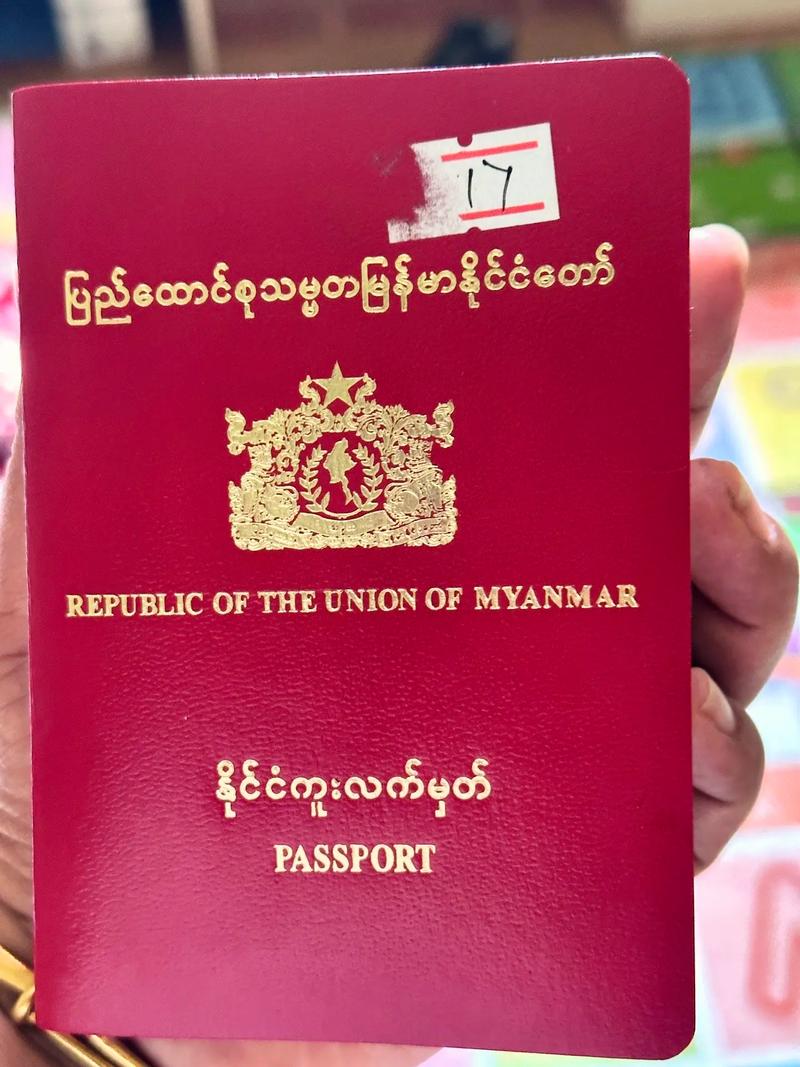 17
ပြည်ထောင်စုသမ္မတမြန်မာနိုင်ငံတော်
REPUBLIC OF THE UNION OF MYANMAR
နိုင်ငံကူးလက်မှတ်
PASSPORT